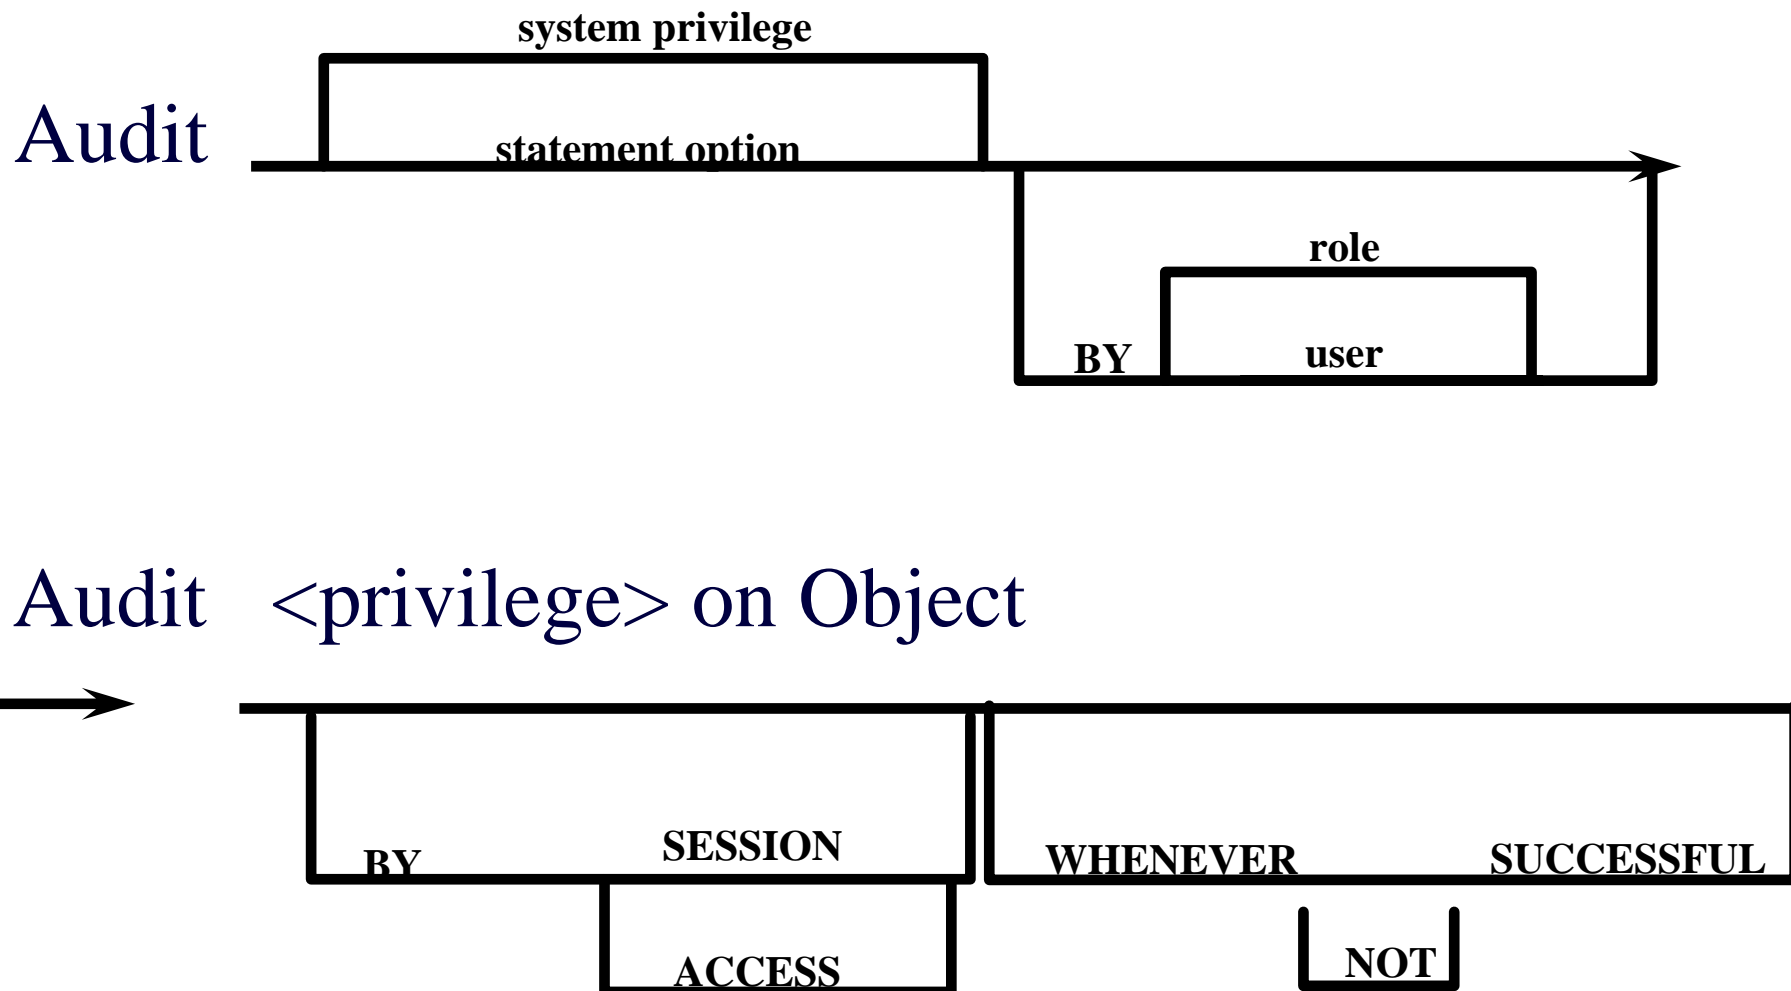 system privilege
Audit
statement option
role
BY user
Audit <privilege> on Object
BY SESSION WHENEVER SUCCESSFUL
ACCESS NOT